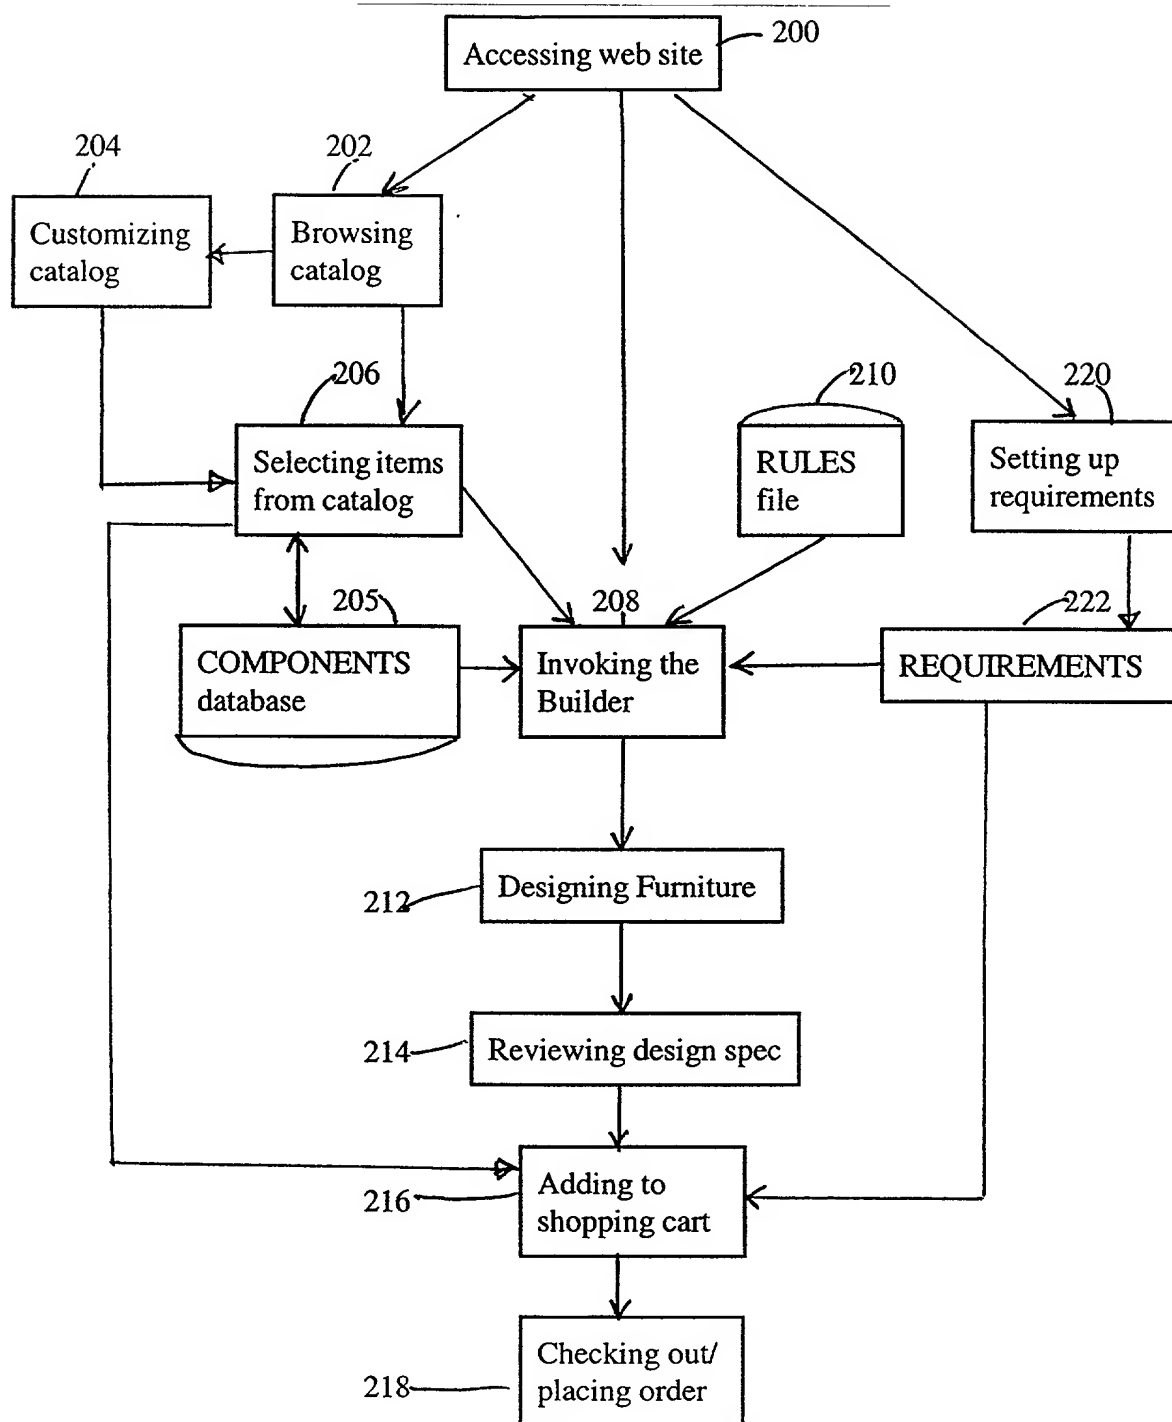 200
Accessing web site
204
202
Customizing
catalog
Browsing
catalog
206
210
220
Selecting items
from catalog
RULES
file
Setting up
requirements
205
208
222
COMPONENTS
database
Invoking the
Builder
REQUIREMENTS
212
Designing Furniture
214
Reviewing design spec
216
Adding to
shopping cart
218
Checking out/
placing order